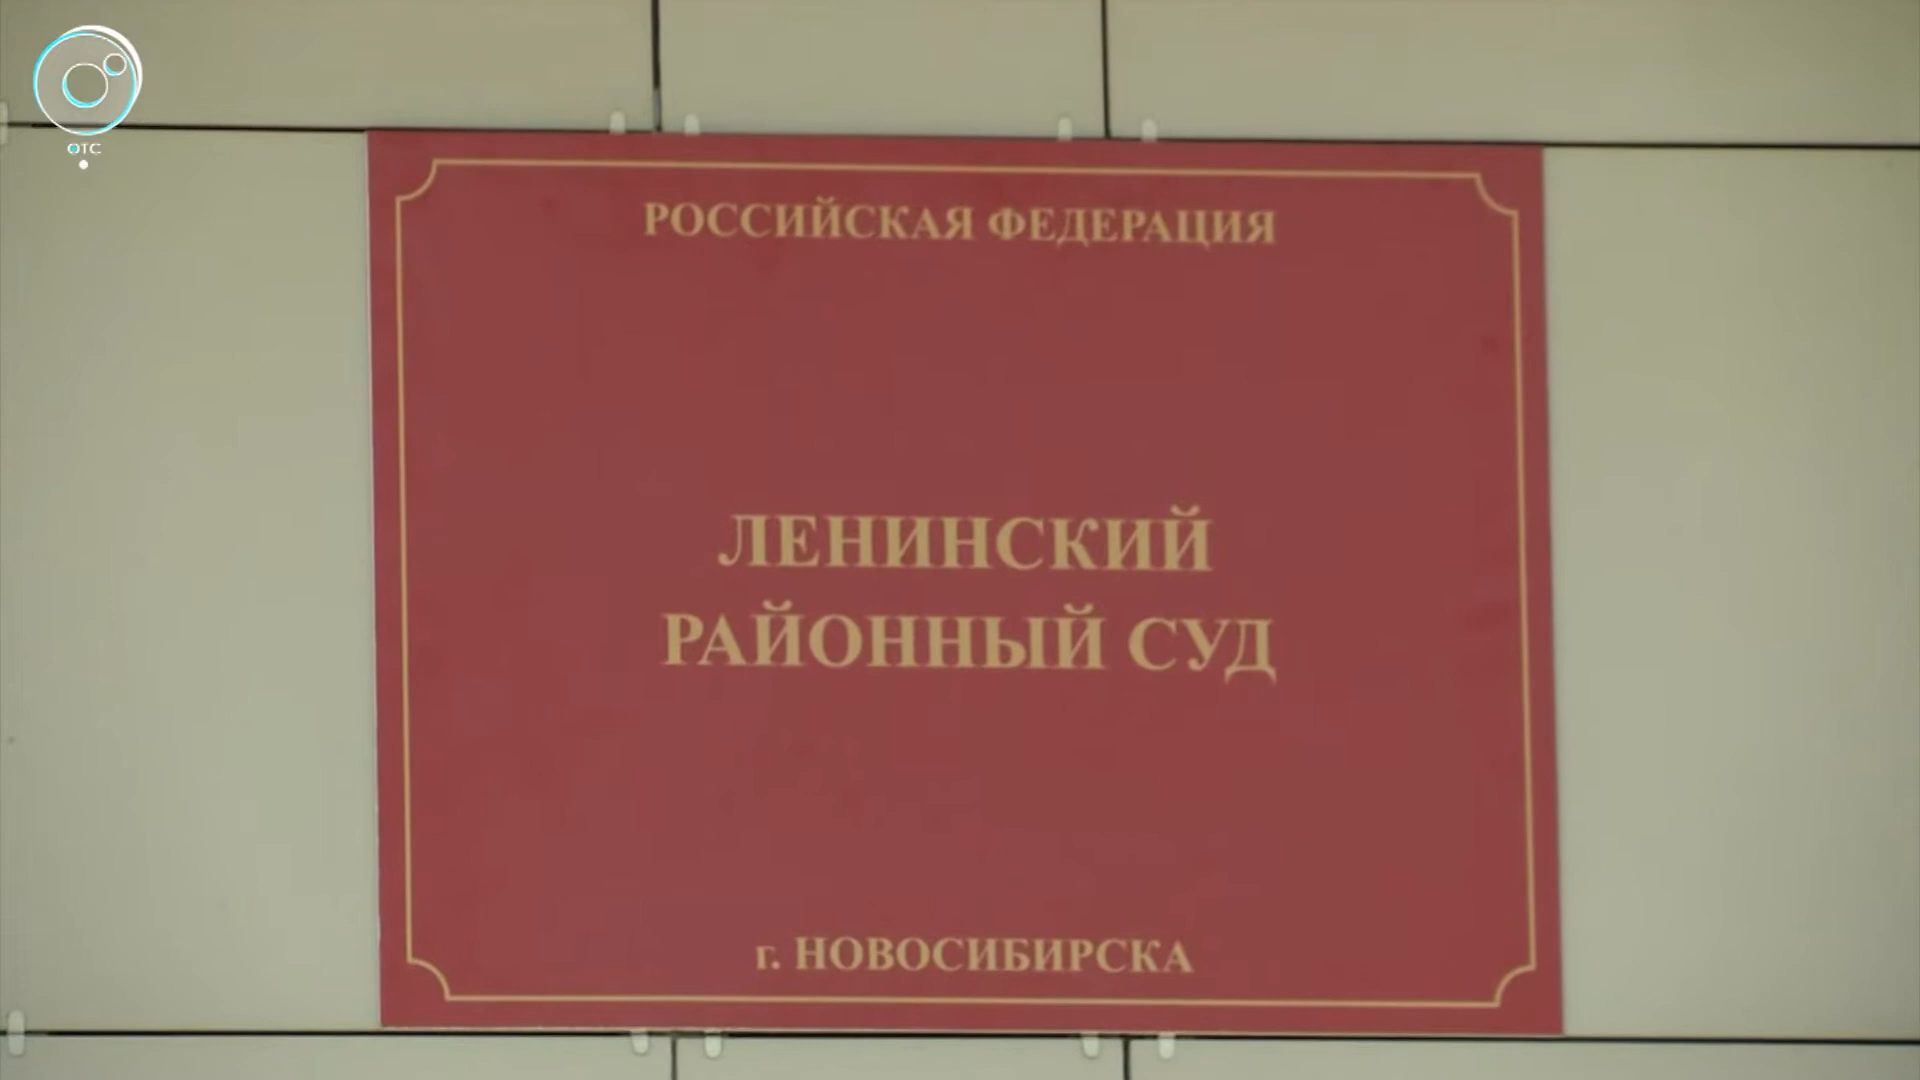 ОТС
РОССИЙСКАЯ ФЕДЕРАЦИЯ
ЛЕНИНСКИЙ
РАЙОННЫЙ СУД
г. НОВОСИБИРСКА